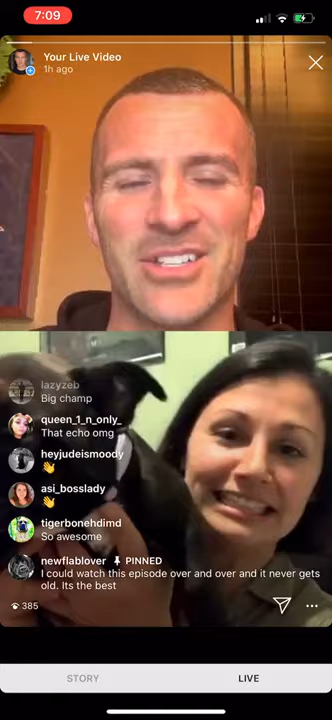 7:09
Your Live Video
1h ago
lazyzeb
Big champ
queen_1_n_only_
That echo omg
heyjudeismoody
👋
asi_bosslady
👋
tigerbonehdimd
So awesome
newflablover PINNED
I could watch this episode over and over and it never gets
old. Its the best
385
STORY
LIVE